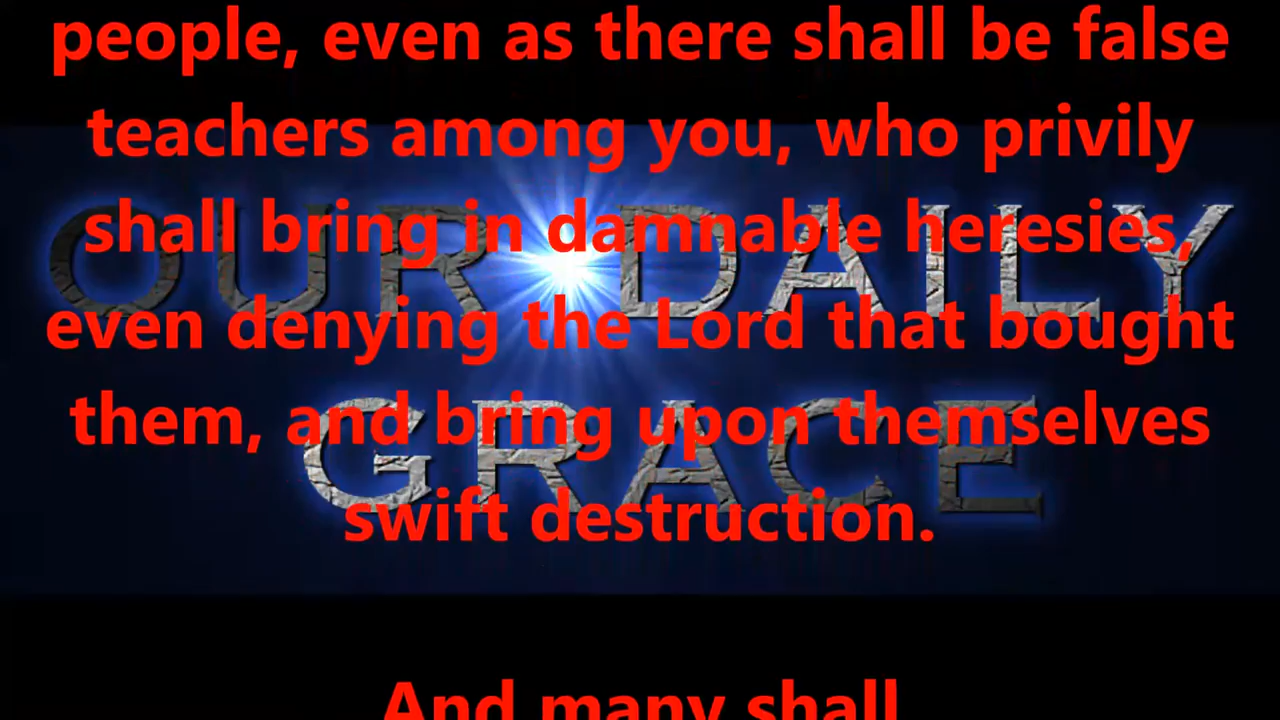 people, even as there shall be false
teachers among you, who privily
shall bring in damnable heresies,
even denying the Lord that bought
them, and bring upon themselves
swift destruction.
And many shall
OUR DAILY
GRACE